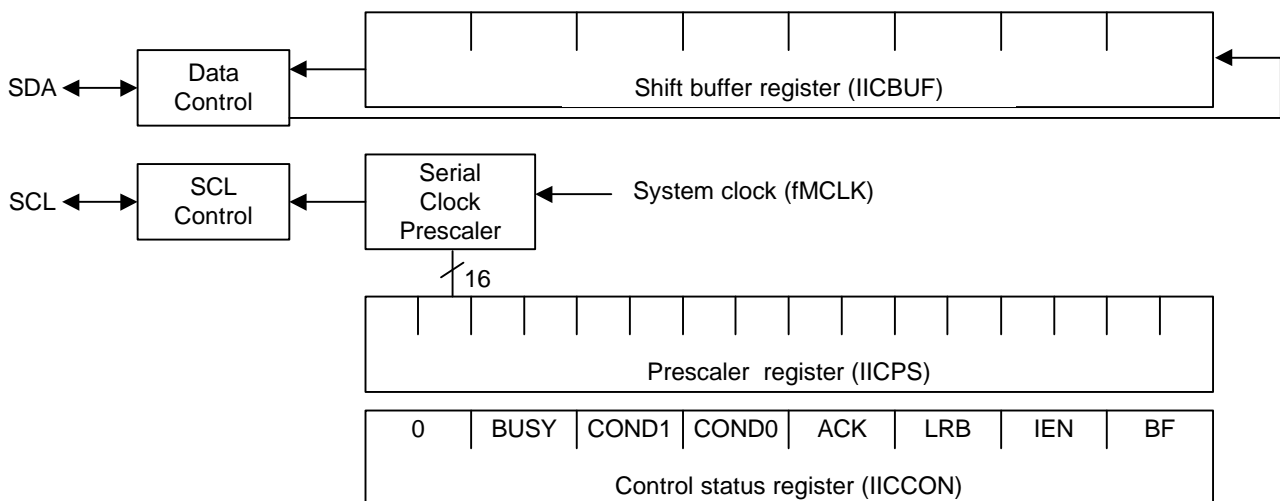 SDA
Data
Control
Shift buffer register (IICBUF)
SCL
SCL
Control
Serial
Clock
Prescaler
System clock (fMCLK)
16
Prescaler register (IICPS)
0 BUSY COND1 COND0 ACK LRB IEN BF
Control status register (IICCON)